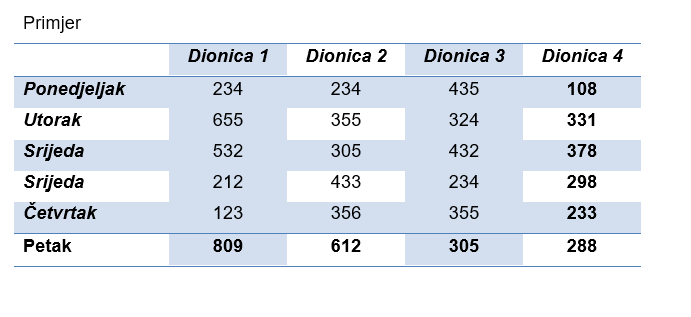 Primjer
Dionica 1 Dionica 2 Dionica 3 Dionica 4
Ponedjeljak 234 234 435 108
Utorak 655 355 324 331
Srijeda 532 305 432 378
Srijeda 212 433 234 298
Četvrtak 123 356 355 233
Petak 809 612 305 288